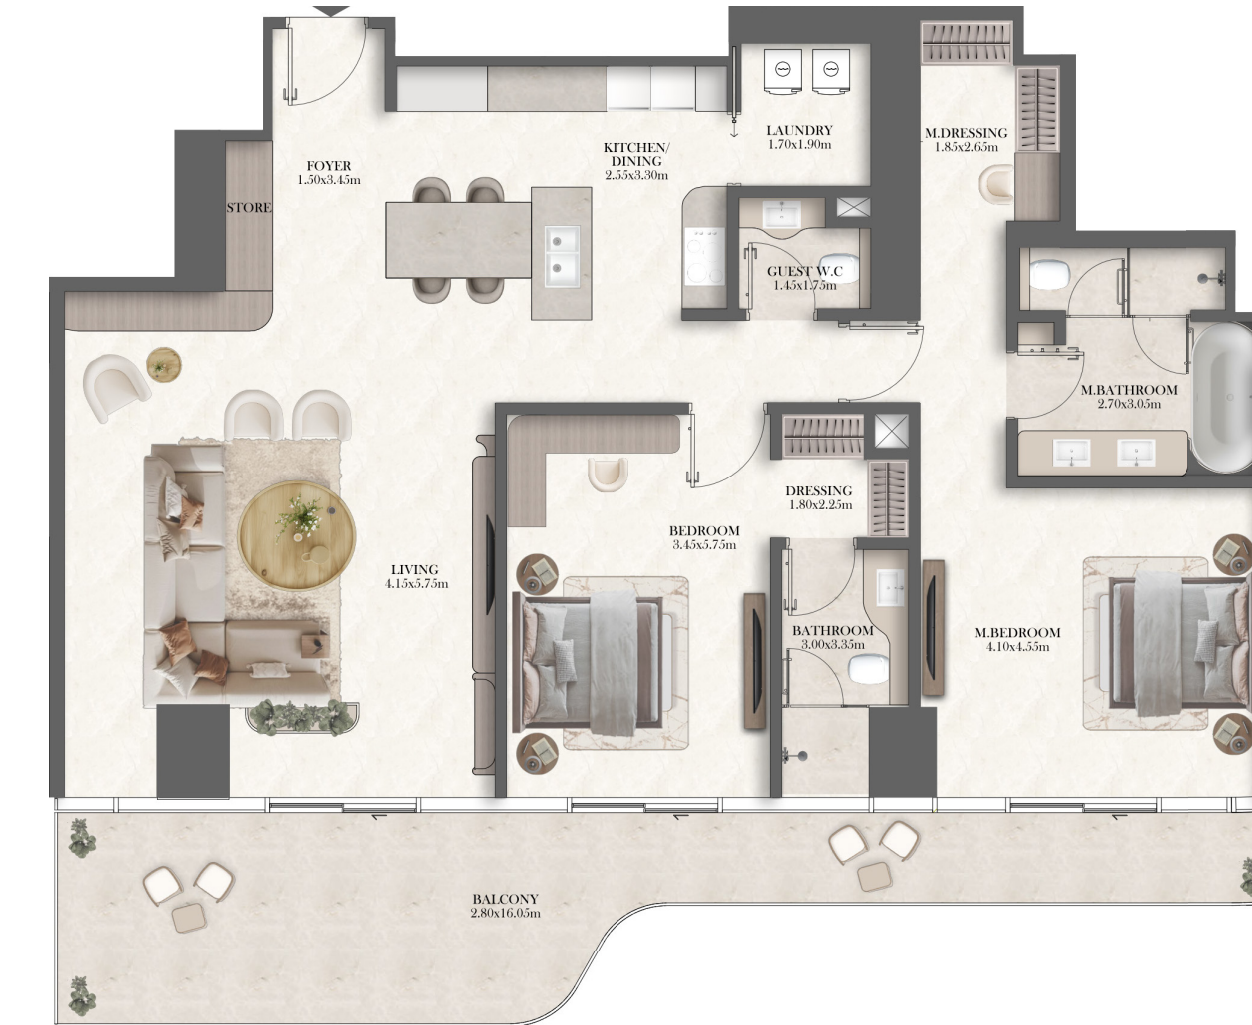 M.DRESSING
1.85x2.65m
LAUNDRY
1.70x1.90m
KITCHEN/
DINING
2.55x3.30m
FOYER
1.50x3.45m
STORE
GUEST W.C
1.45x1.75m
M.BATHROOM
2.70x3.05m
DRESSING
1.80x2.25m
BEDROOM
3.45x5.75m
LIVING
4.15x5.75m
BATHROOM
3.00x3.35m
M.BEDROOM
4.10x4.55m
BALCONY
2.80x16.05m